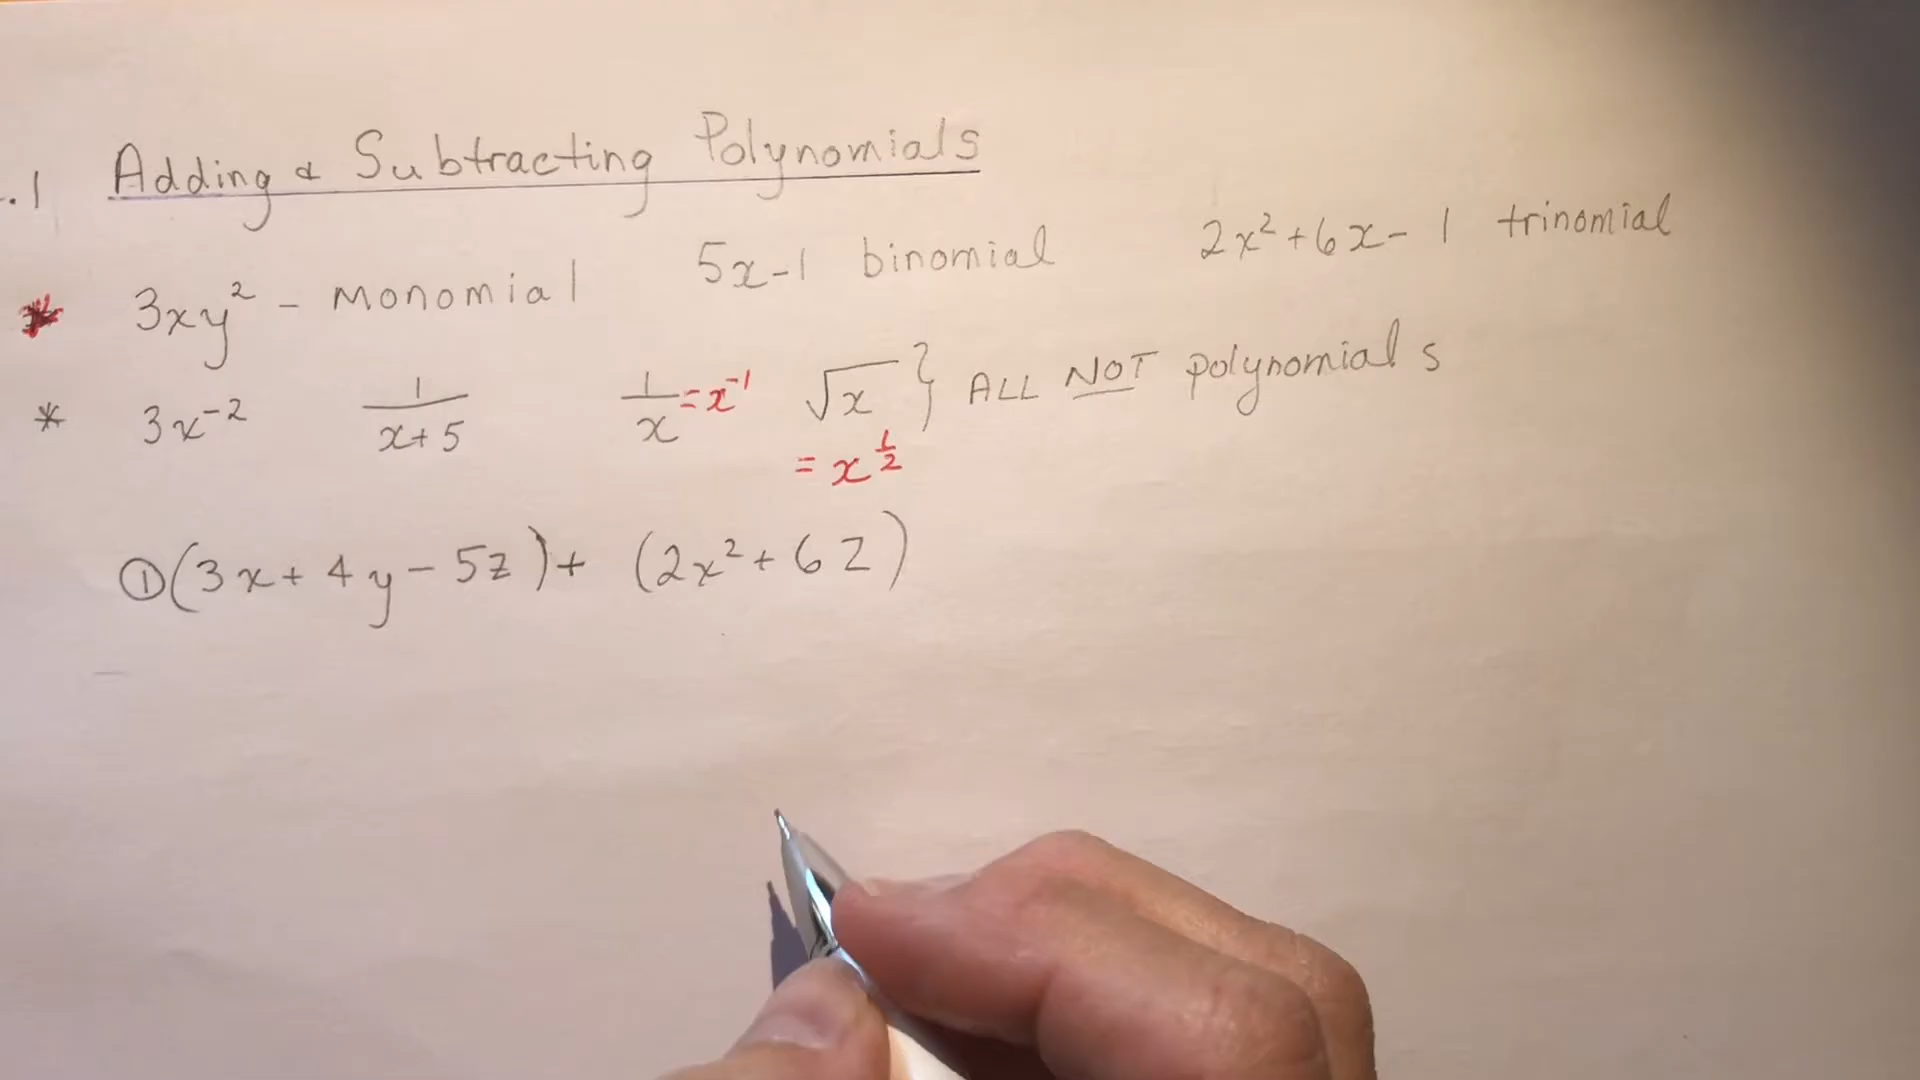 .1 Adding & Subtracting Polynomials
* 3xy² - monomial 5x-1 binomial 2x²+6x-1 trinomial
* 3x⁻² 1/(x+5) 1/x = x⁻¹ √x } ALL NOT polynomials
= x^(1/2)
① (3x + 4y - 5z) + (2x² + 6z)